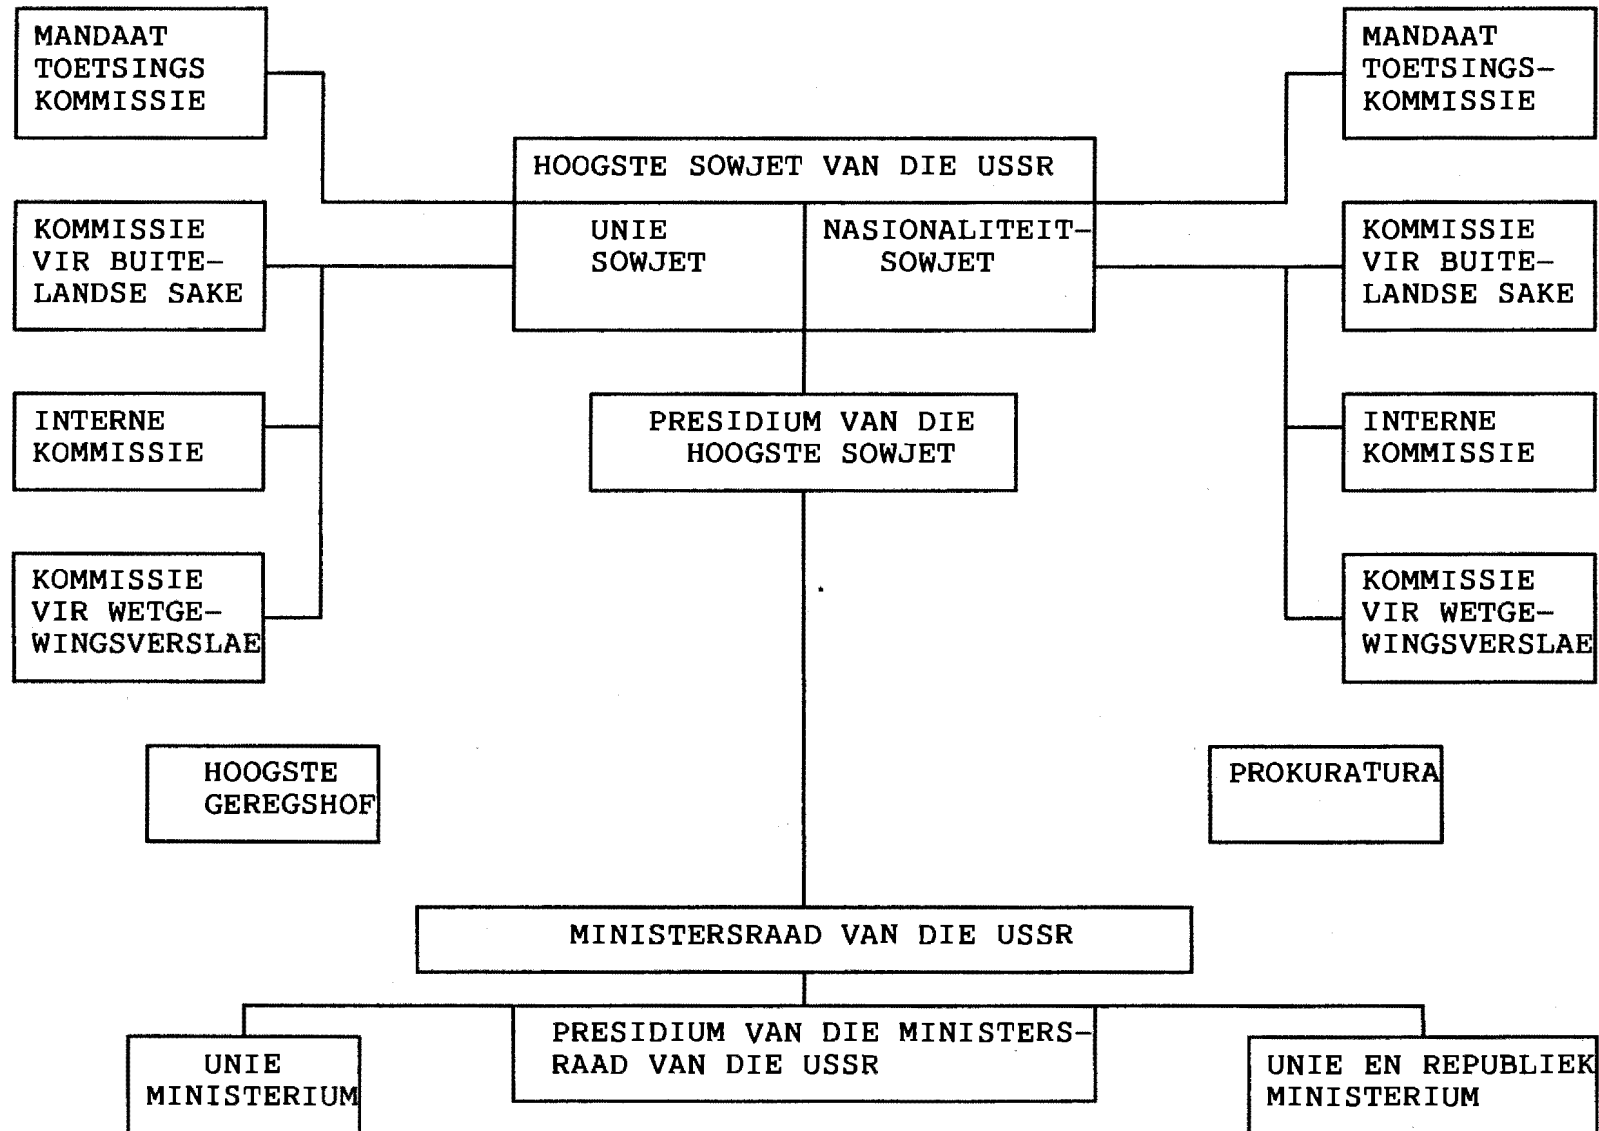 MANDAAT
TOETSINGS
KOMMISSIE
MANDAAT
TOETSINGS–
KOMMISSIE
HOOGSTE SOWJET VAN DIE USSR
UNIE
SOWJET
NASIONALITEIT–
SOWJET
KOMMISSIE
VIR BUITE–
LANDSE SAKE
KOMMISSIE
VIR BUITE–
LANDSE SAKE
INTERNE
KOMMISSIE
PRESIDIUM VAN DIE
HOOGSTE SOWJET
INTERNE
KOMMISSIE
KOMMISSIE
VIR WETGE–
WINGSVERSLAE
KOMMISSIE
VIR WETGE–
WINGSVERSLAE
HOOGSTE
GEREGSHOF
PROKURATURA
MINISTERSRAAD VAN DIE USSR
UNIE
MINISTERIUM
PRESIDIUM VAN DIE MINISTERS–
RAAD VAN DIE USSR
UNIE EN REPUBLIEK
MINISTERIUM